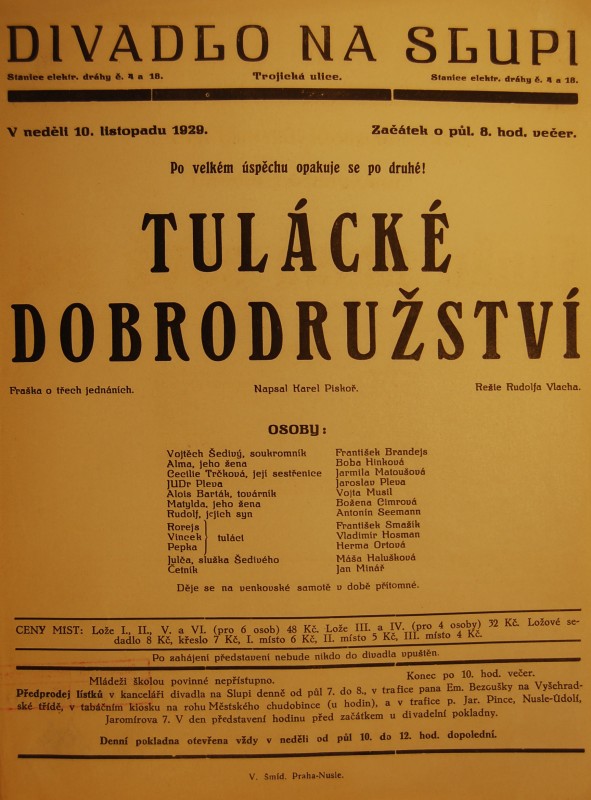 DIVADLO NA SLUPI
Stanice elektr. dráhy č. 4 a 18. Trojická ulice. Stanice elektr. dráhy č. 4 a 18.
V neděli 10. listopadu 1929. Začátek o půl. 8. hod. večer.
Po velkém úspěchu opakuje se po druhé!
TULÁCKÉ
DOBRODRUŽSTVÍ
Fraška o třech jednáních. Napsal Karel Piskoř. Režie Rudolfa Vlacha.
OSOBY:
Vojtěch Šedivý, soukromník František Brandejs
Alma, jeho žena Boba Hinková
Cecilie Trčková, její sestřenice Jarmila Matoušová
JUDr Pleva Jaroslav Pleva
Alois Barták, továrník Vojta Musil
Matylda, jeho žena Božena Cimrová
Rudolf, jejich syn Antonín Seemann
Rorejs František Smažík
Vincek tuláci Vladimír Hosman
Pepka Herma Ortová
Julča, služka Šedivého Máša Halušková
Četník Jan Minář
Děje se na venkovské samotě v době přítomné.
CENY MIST: Lože I., II., V. a VI. (pro 6 osob) 48 Kč. Lože III. a IV. (pro 4 osoby) 32 Kč. Ložové se-
dadlo 8 Kč, křeslo 7 Kč, I. místo 6 Kč, II. místo 5 Kč, III. místo 4 Kč.
Po zahájení představení nebude nikdo do divadla vpuštěn.
Mládeži školou povinné nepřístupno. Konec po 10. hod. večer.
Předprodej lístků v kanceláři divadla na Slupi denně od půl 7. do 8., v trafice pana Em. Bezcušky na Vyšehrad-
ské třídě, v tabáčním kiosku na rohu Městského chudobince (u hodin), a v trafice p. Jar. Pince, Nusle-údolí,
Jaromírova 7. V den představení hodinu před začátkem u divadelní pokladny.
Denní pokladna otevřena vždy v neděli od půl 10. do 12. hod. dopolední.
V. Šmíd. Praha-Nusle.